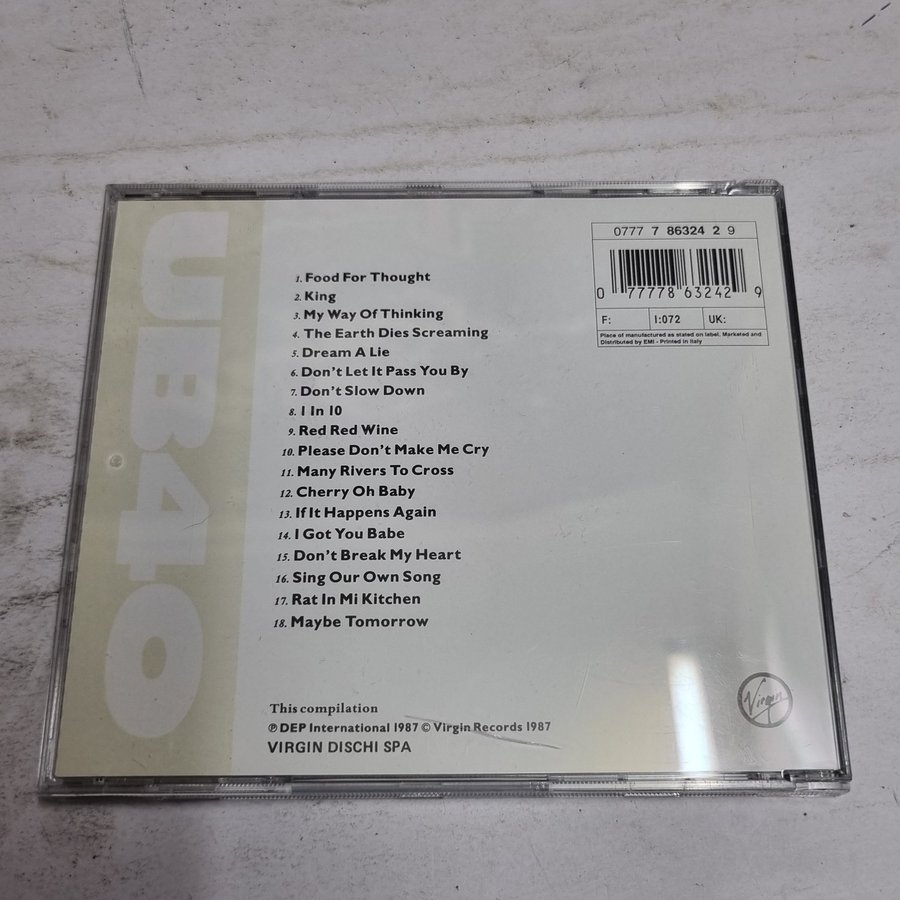 UB40
0777 7 86324 2 9
0 77778 63242 9
F: I:072 UK:
Place of manufactured as stated on label. Marketed and
Distributed by EMI - Printed in Italy
1. Food For Thought
2. King
3. My Way Of Thinking
4. The Earth Dies Screaming
5. Dream A Lie
6. Don't Let It Pass You By
7. Don't Slow Down
8. 1 In 10
9. Red Red Wine
10. Please Don't Make Me Cry
11. Many Rivers To Cross
12. Cherry Oh Baby
13. If It Happens Again
14. I Got You Babe
15. Don't Break My Heart
16. Sing Our Own Song
17. Rat In Mi Kitchen
18. Maybe Tomorrow
This compilation
℗ DEP International 1987 © Virgin Records 1987
VIRGIN DISCHI SPA
Virgin